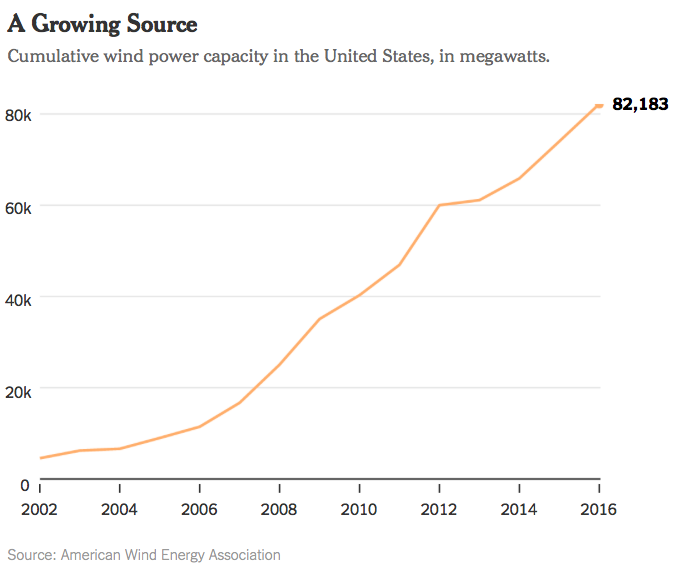 A Growing Source
Cumulative wind power capacity in the United States, in megawatts.
82,183
80k
60k
40k
20k
0
2002 2004 2006 2008 2010 2012 2014 2016
Source: American Wind Energy Association